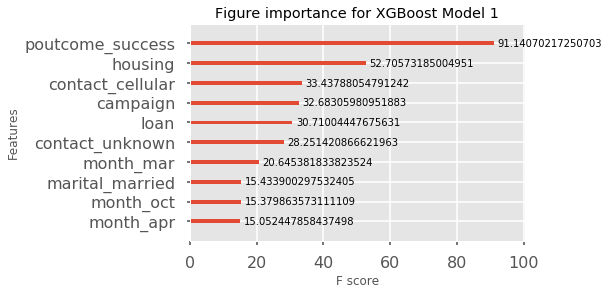 Figure importance for XGBoost Model 1
poutcome_success 91.14070217250703
housing 52.70573185004951
contact_cellular 33.43788054791242
campaign 32.68305980951883
loan 30.71004447675631
contact_unknown 28.251420866621963
month_mar 20.645381833823524
marital_married 15.433900297532405
month_oct 15.379863573111109
month_apr 15.052447858437498
Features
0 20 40 60 80 100
F score